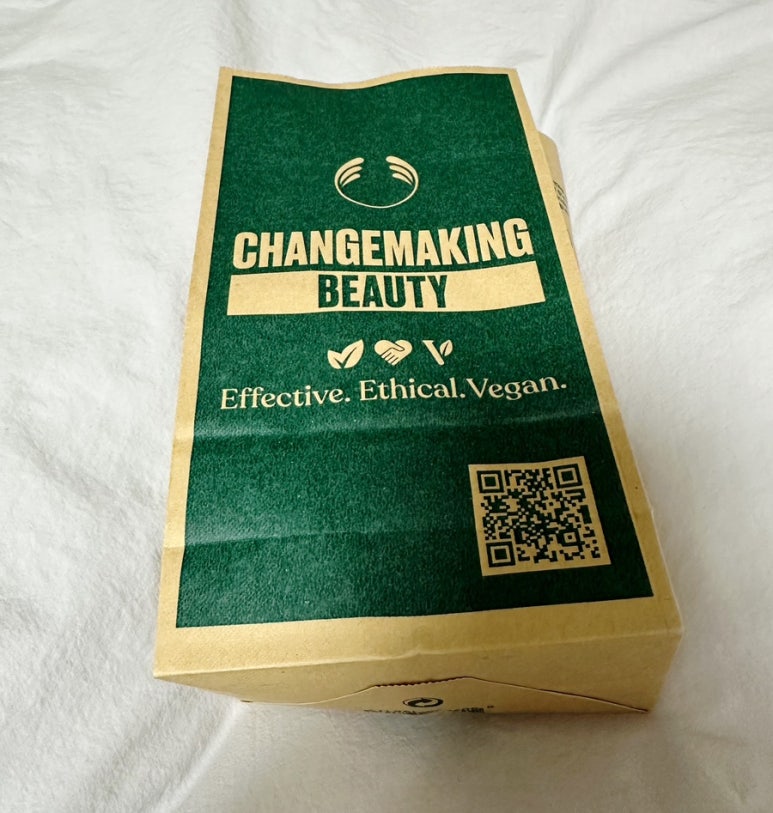 CHANGEMAKING
BEAUTY
Effective. Ethical. Vegan.